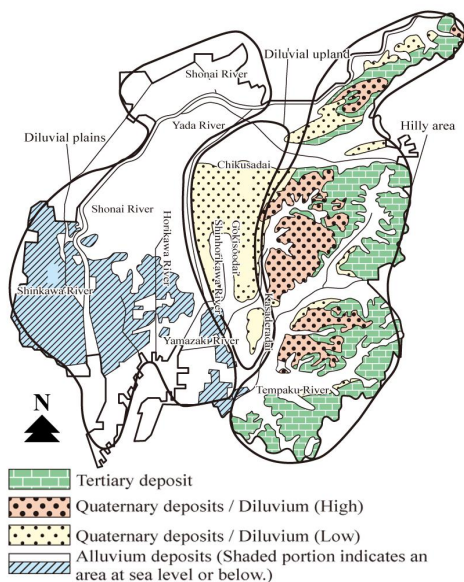 Shonai River
Diluvial upland
Yada River
Diluvial plains
Hilly area
Chikusadai
Shonai River
Horikawa River
Shinhorikawa River
Gokisodai
Shinkawa River
Yamazaki River
Tempaku River
N
Tertiary deposit
Quaternary deposits / Diluvium (High)
Quaternary deposits / Diluvium (Low)
Alluvium deposits (Shaded portion indicates an
area at sea level or below.)